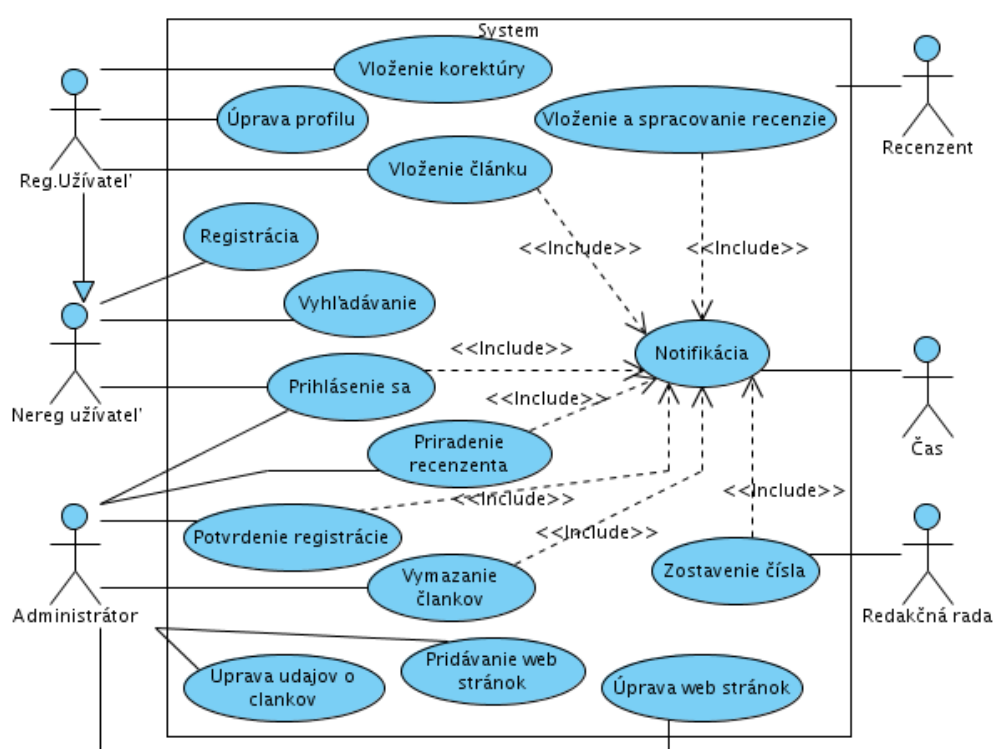 System
Vloženie korektúry
Úprava profilu
Vloženie a spracovanie recenzie
Recenzent
Reg.Užívateľ
Vloženie článku
Registrácia
<<Include>>
<<Include>>
Vyhľadávanie
Notifikácia
<<Include>>
Prihlásenie sa
Nereg užívateľ
<<Include>>
Priradenie
recenzenta
Čas
<<Include>>
<<Include>>
<<Include>>
Potvrdenie registrácie
Vymazanie
člankov
Zostavenie čísla
Administrátor
Redakčná rada
Uprava udajov o
clankov
Pridávanie web
stránok
Úprava web stránok